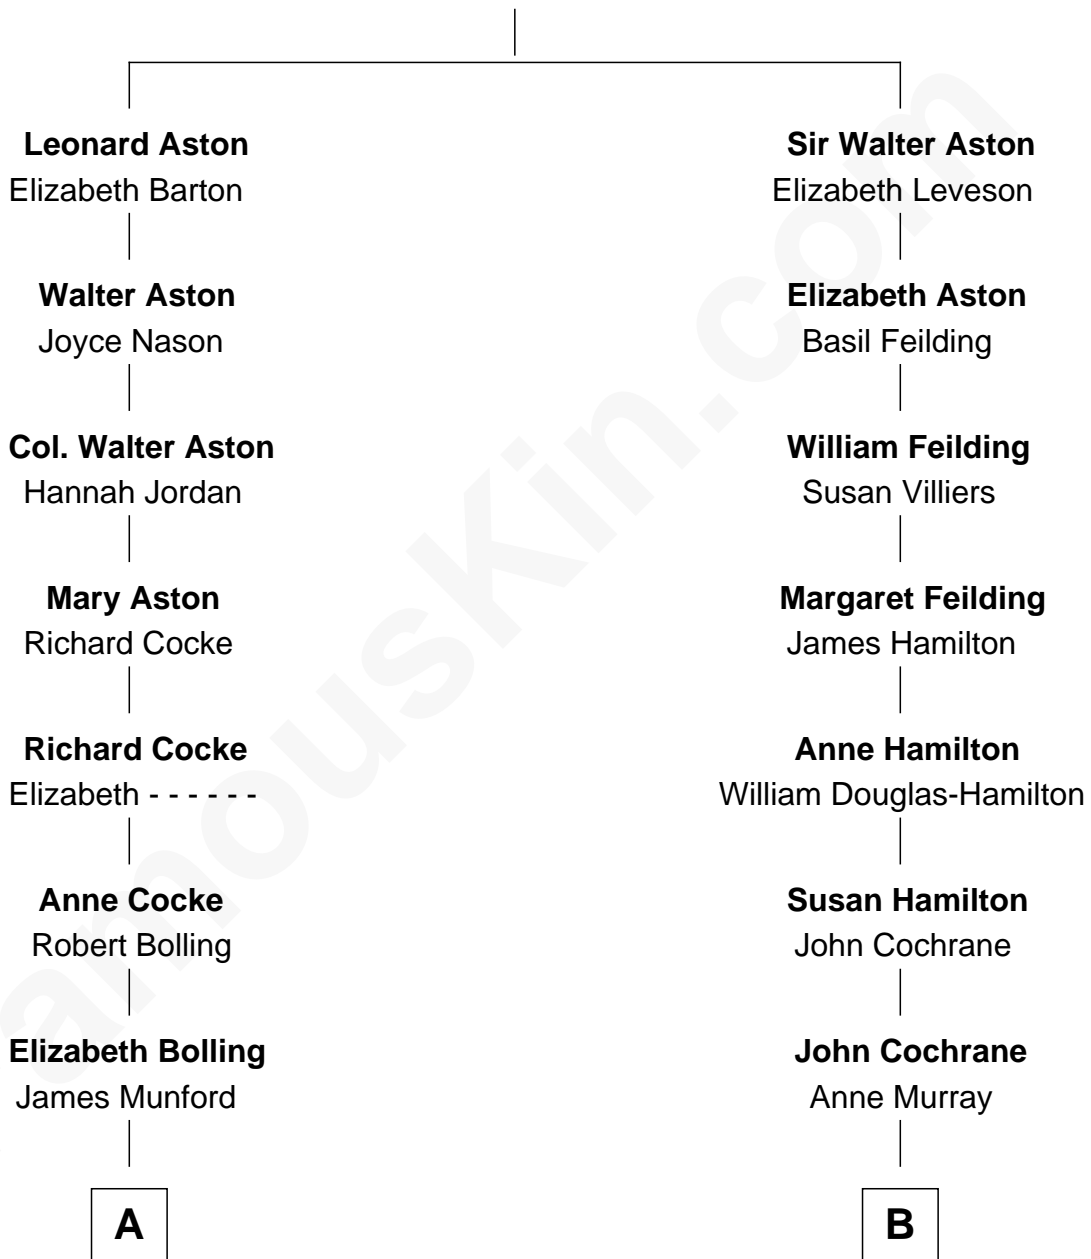 Leonard Aston
Elizabeth Barton
Sir Walter Aston
Elizabeth Leveson
Walter Aston
Joyce Nason
Elizabeth Aston
Basil Feilding
Col. Walter Aston
Hannah Jordan
William Feilding
Susan Villiers
Mary Aston
Richard Cocke
Margaret Feilding
James Hamilton
Richard Cocke
Elizabeth - - - - - -
Anne Hamilton
William Douglas-Hamilton
Anne Cocke
Robert Bolling
Susan Hamilton
John Cochrane
Elizabeth Bolling
James Munford
John Cochrane
Anne Murray
A
B
amouskin.com